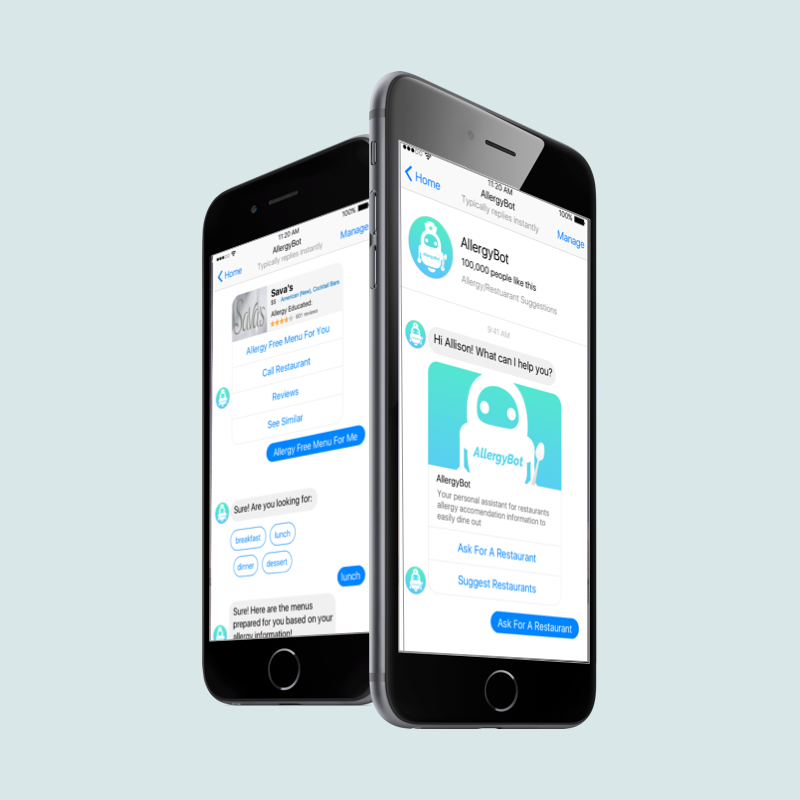 11:20 AM
100%
Home
AllergyBot
Manage
Typically replies instantly
Savas
Sava's
$$ American (New), Cocktail Bars
Allergy Educated:
601 reviews
Allergy Free Menu For You
Call Restaurant
Reviews
See Similar
Allergy Free Menu For Me
Sure! Are you looking for:
breakfast
lunch
dinner
dessert
lunch
Sure! Here are the menus
prepared for you based on your
allergy information!
11:20 AM
100%
Home
AllergyBot
Manage
Typically replies instantly
AllergyBot
AllergyBot
100,000 people like this
Allergy/Restuarant Suggestions
9:41 AM
Hi Allison! What can I help you?
AllergyBot
AllergyBot
Your personal assistant for restaurants
allergy accomendation information to
easily dine out
Ask For A Restaurant
Suggest Restaurants
Ask For A Restaurant